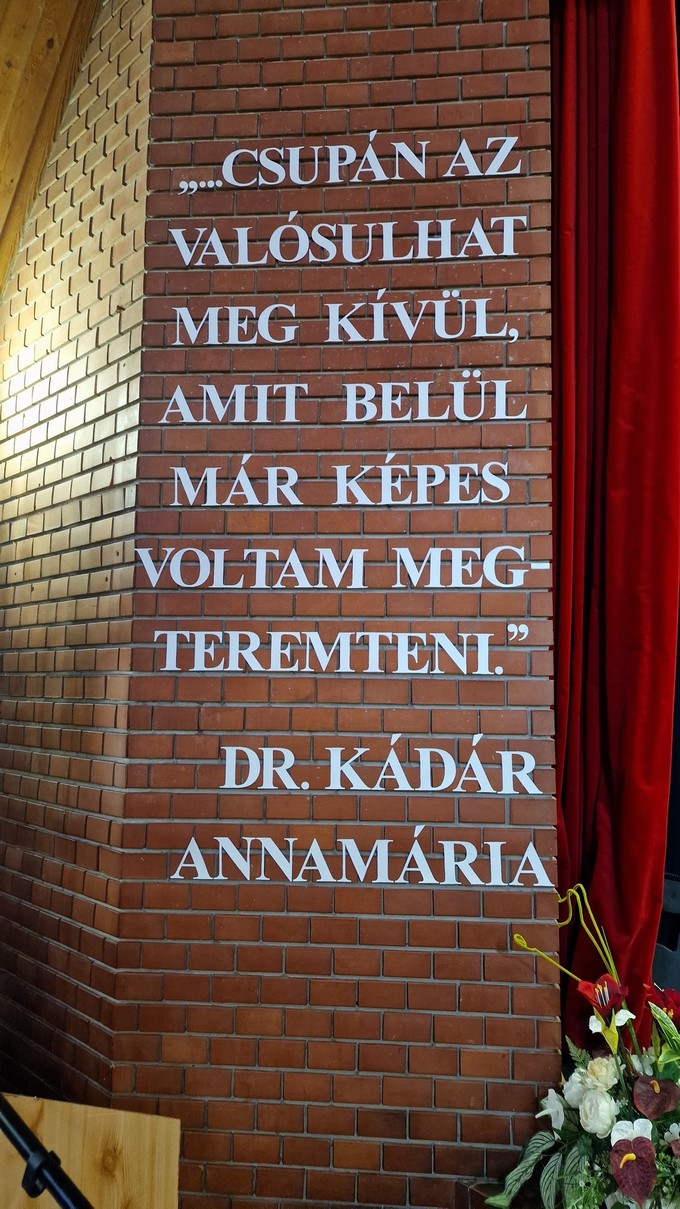 „...CSUPÁN AZ
VALÓSULHAT
MEG KÍVÜL,
AMIT BELÜL
MÁR KÉPES
VOLTAM MEG-
TEREMTENI.”
DR. KÁDÁR
ANNAMÁRIA